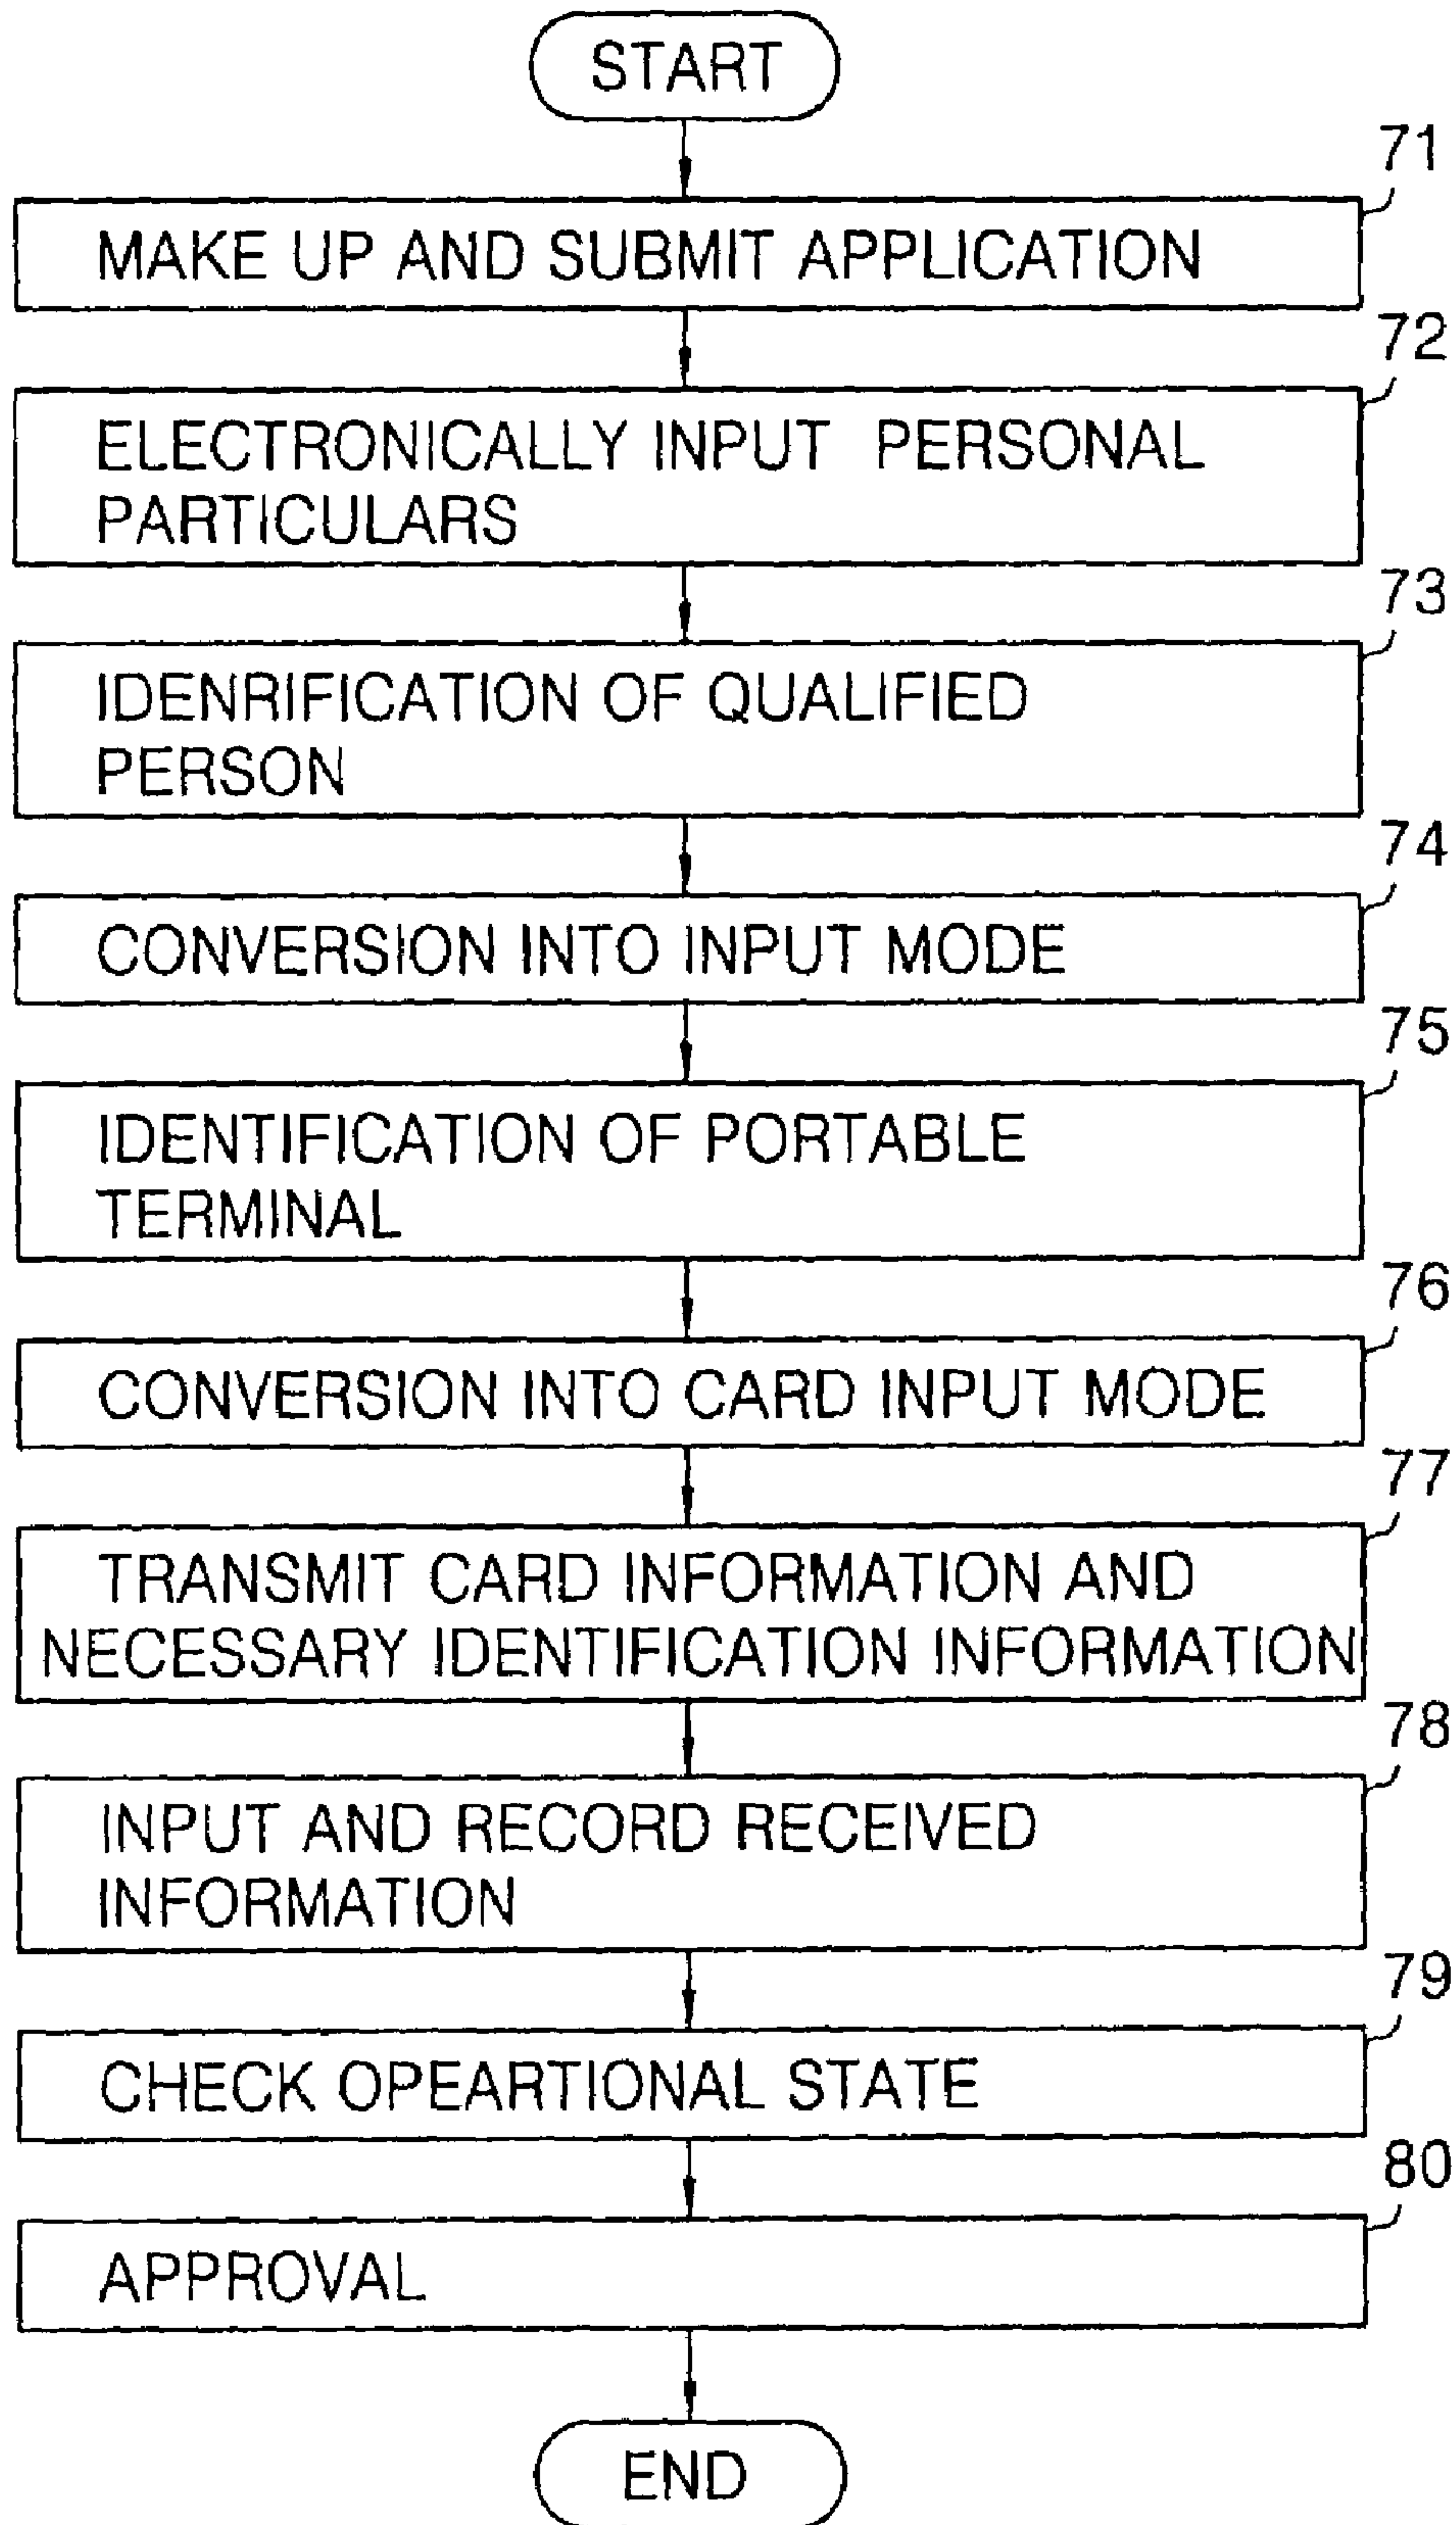 START
71
MAKE UP AND SUBMIT APPLICATION
72
ELECTRONICALLY INPUT PERSONAL
PARTICULARS
73
IDENRIFICATION OF QUALIFIED
PERSON
74
CONVERSION INTO INPUT MODE
75
IDENTIFICATION OF PORTABLE
TERMINAL
76
CONVERSION INTO CARD INPUT MODE
77
TRANSMIT CARD INFORMATION AND
NECESSARY IDENTIFICATION INFORMATION
78
INPUT AND RECORD RECEIVED
INFORMATION
79
CHECK OPEARTIONAL STATE
80
APPROVAL
END